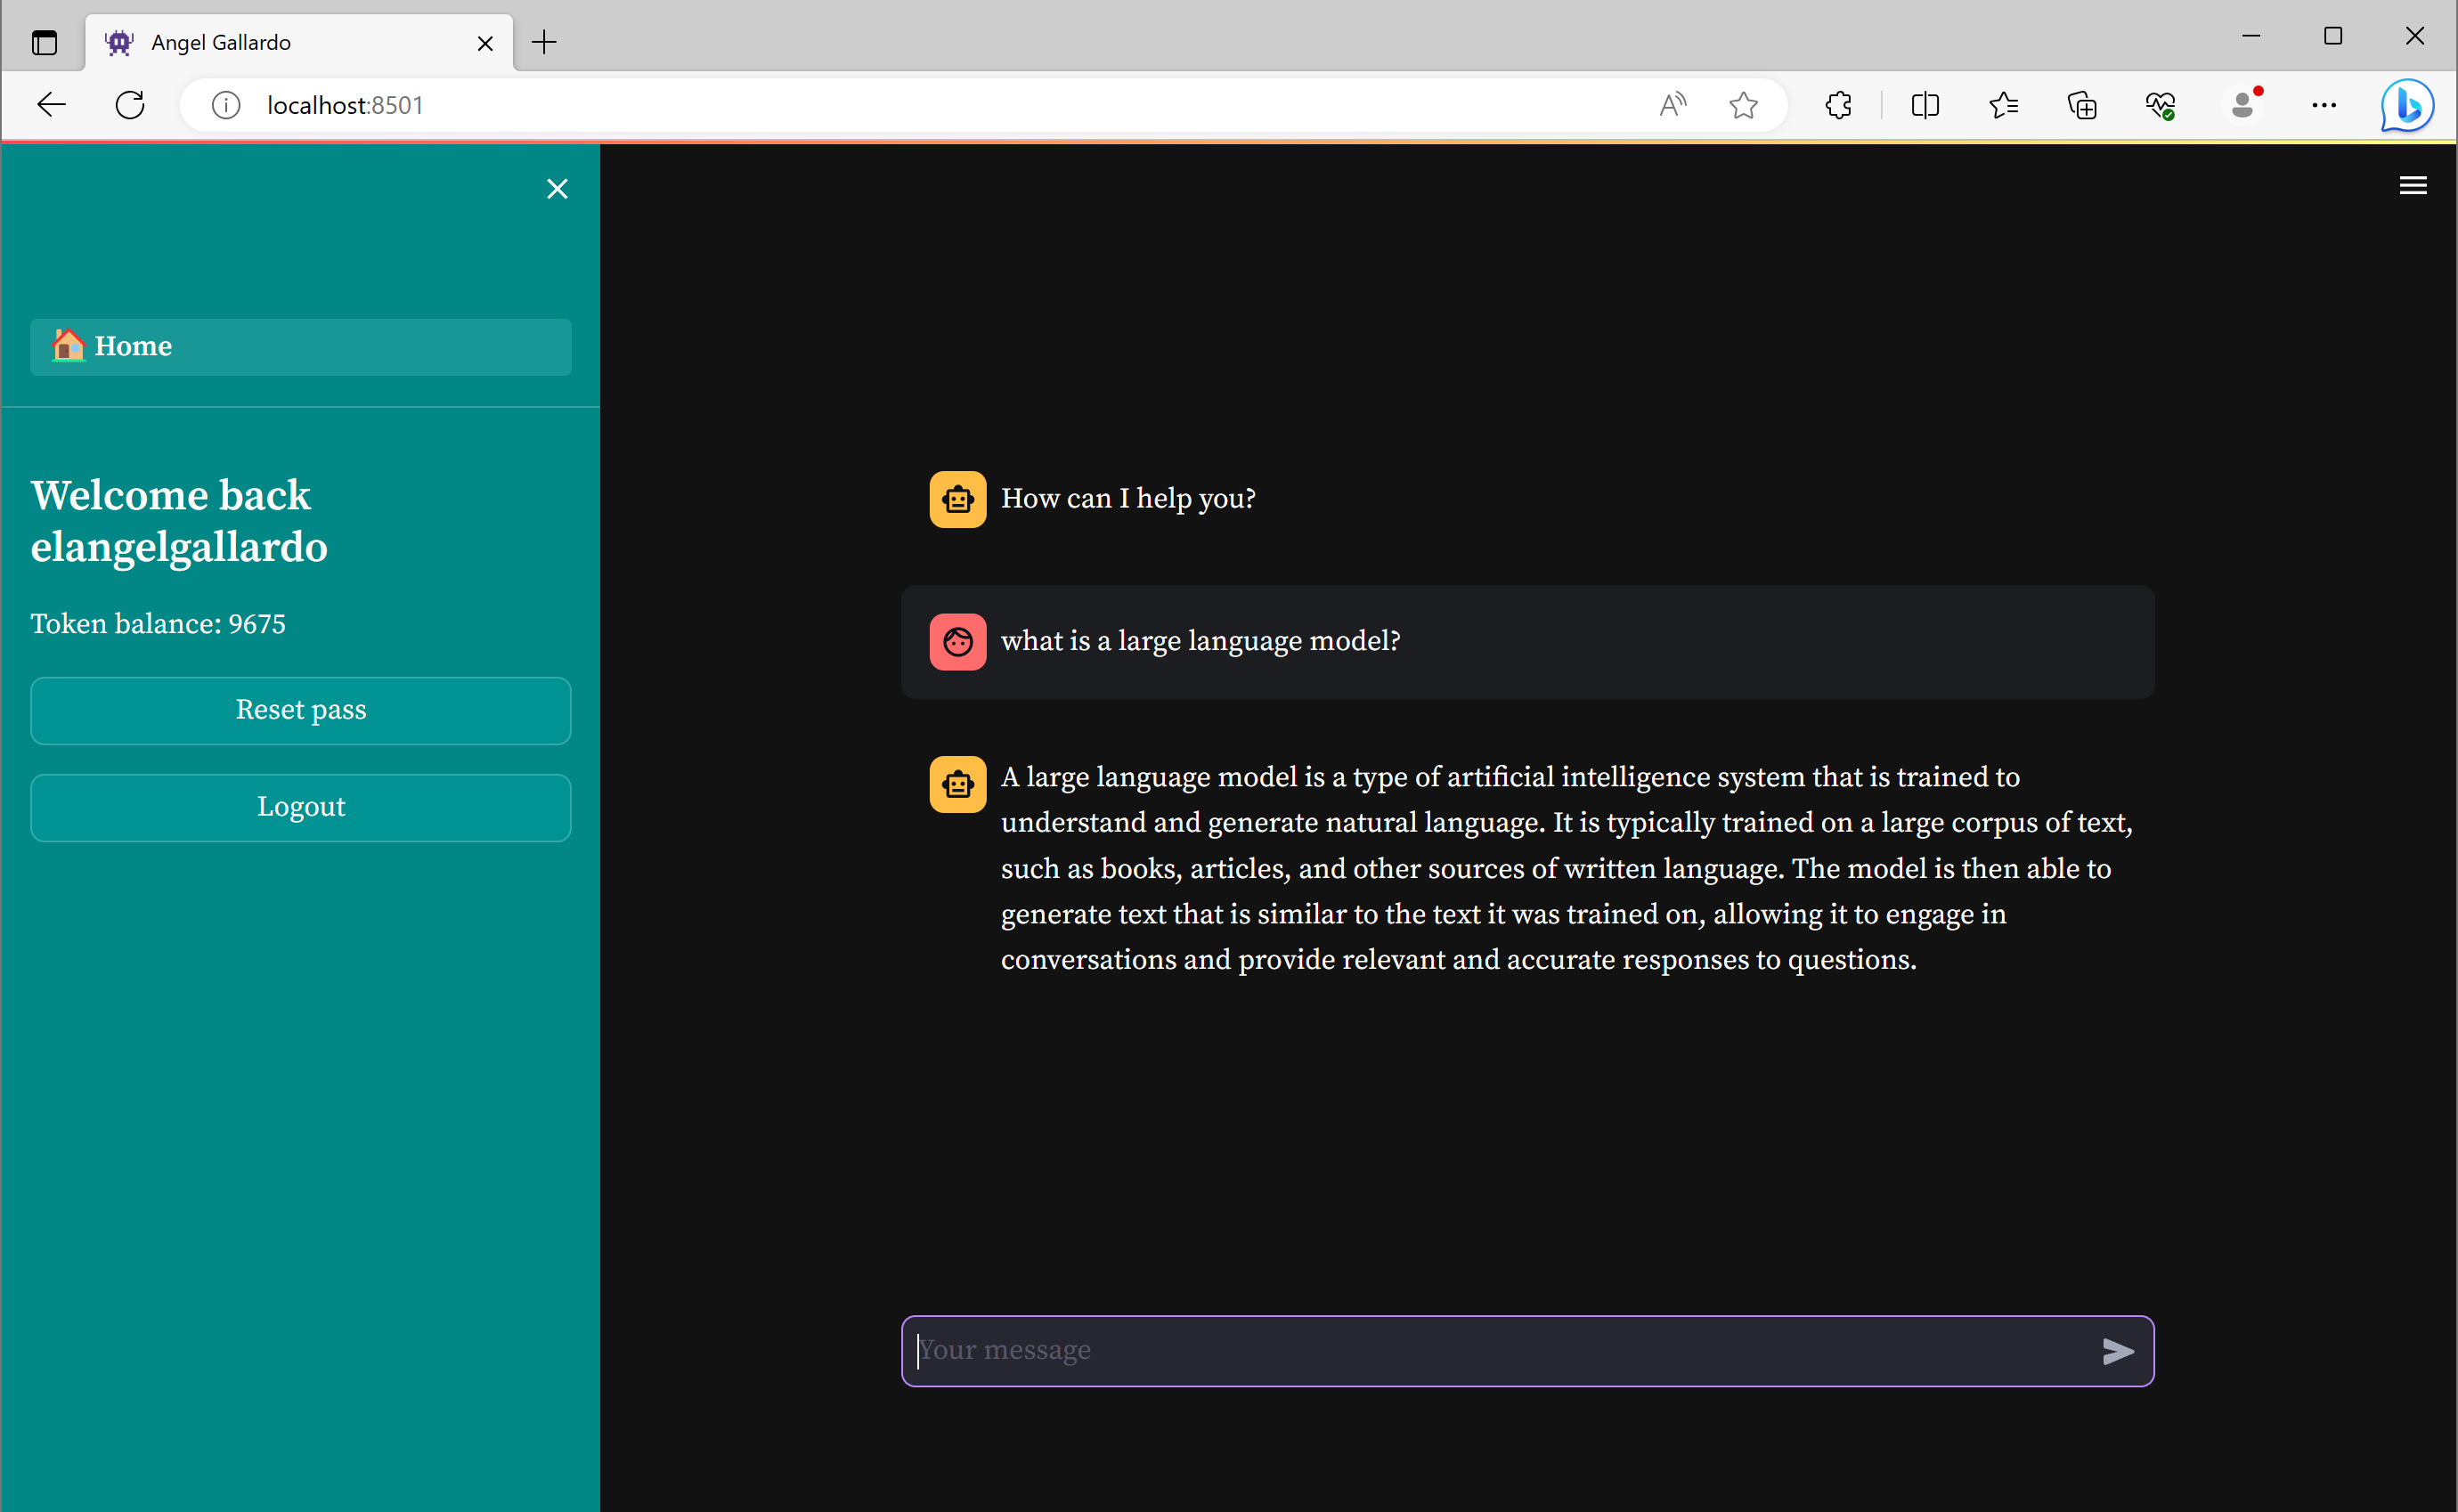 Angel Gallardo
localhost:8501
Home
Welcome back
elangelgallardo
Token balance: 9675
Reset pass
Logout
How can I help you?
what is a large language model?
A large language model is a type of artificial intelligence system that is trained to
understand and generate natural language. It is typically trained on a large corpus of text,
such as books, articles, and other sources of written language. The model is then able to
generate text that is similar to the text it was trained on, allowing it to engage in
conversations and provide relevant and accurate responses to questions.
Your message